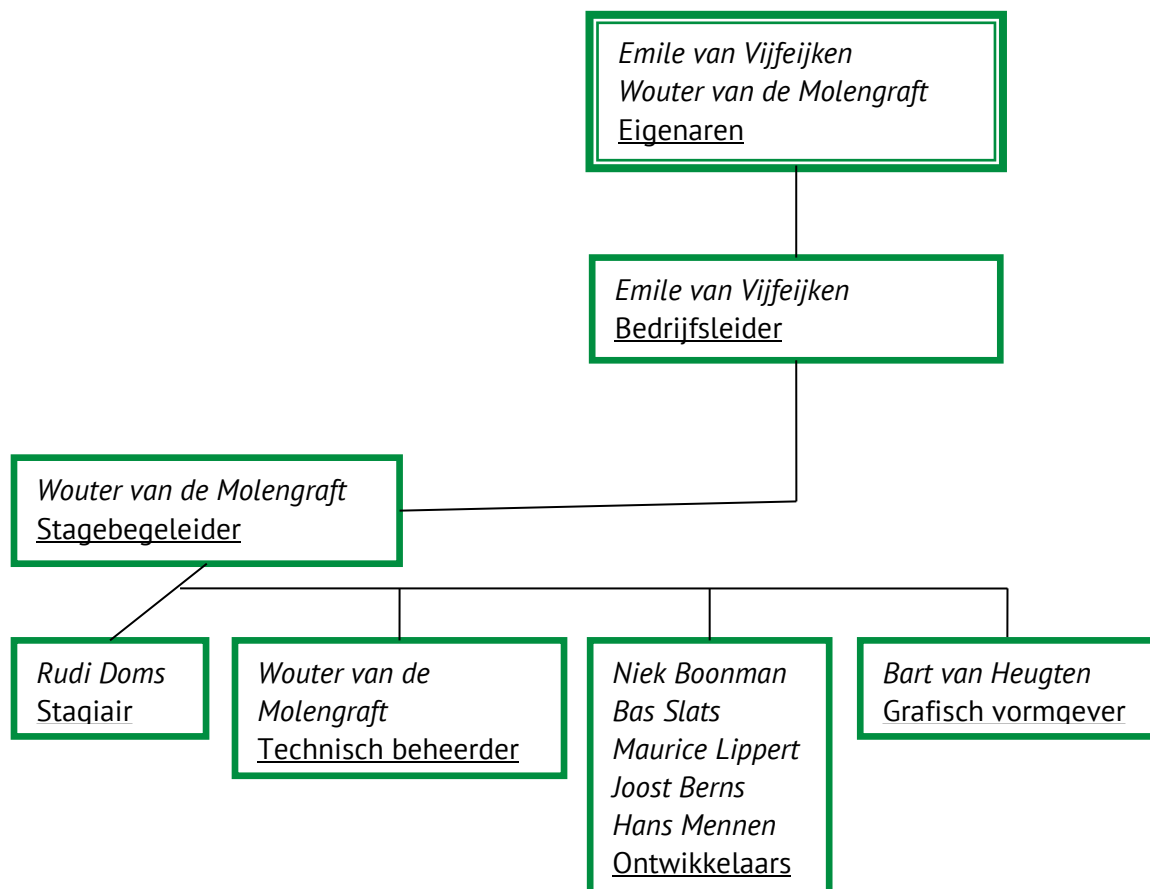 Emile van Vijfeijken
Wouter van de Molengraft
Eigenaren
Emile van Vijfeijken
Bedrijfsleider
Wouter van de Molengraft
Stagebegeleider
Rudi Doms
Stagiair
Wouter van de
Molengraft
Technisch beheerder
Niek Boonman
Bas Slats
Maurice Lippert
Joost Berns
Hans Mennen
Ontwikkelaars
Bart van Heugten
Grafisch vormgever